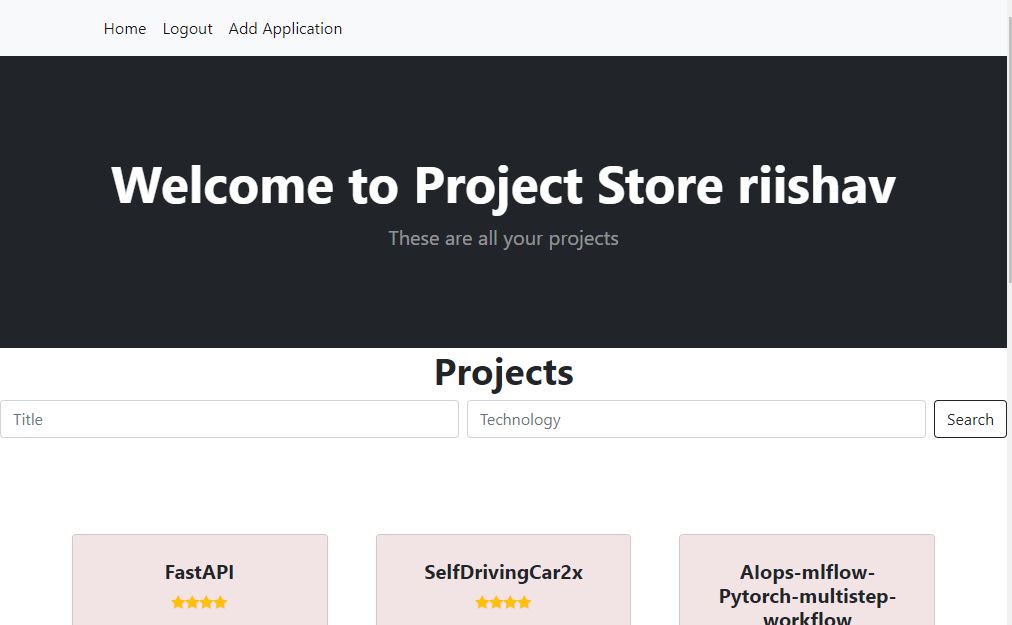 Home Logout Add Application
Welcome to Project Store riishav
These are all your projects
Projects
Title Technology Search
FastAPI SelfDrivingCar2x AIops-mlflow-
Pytorch-multistep-
workflow